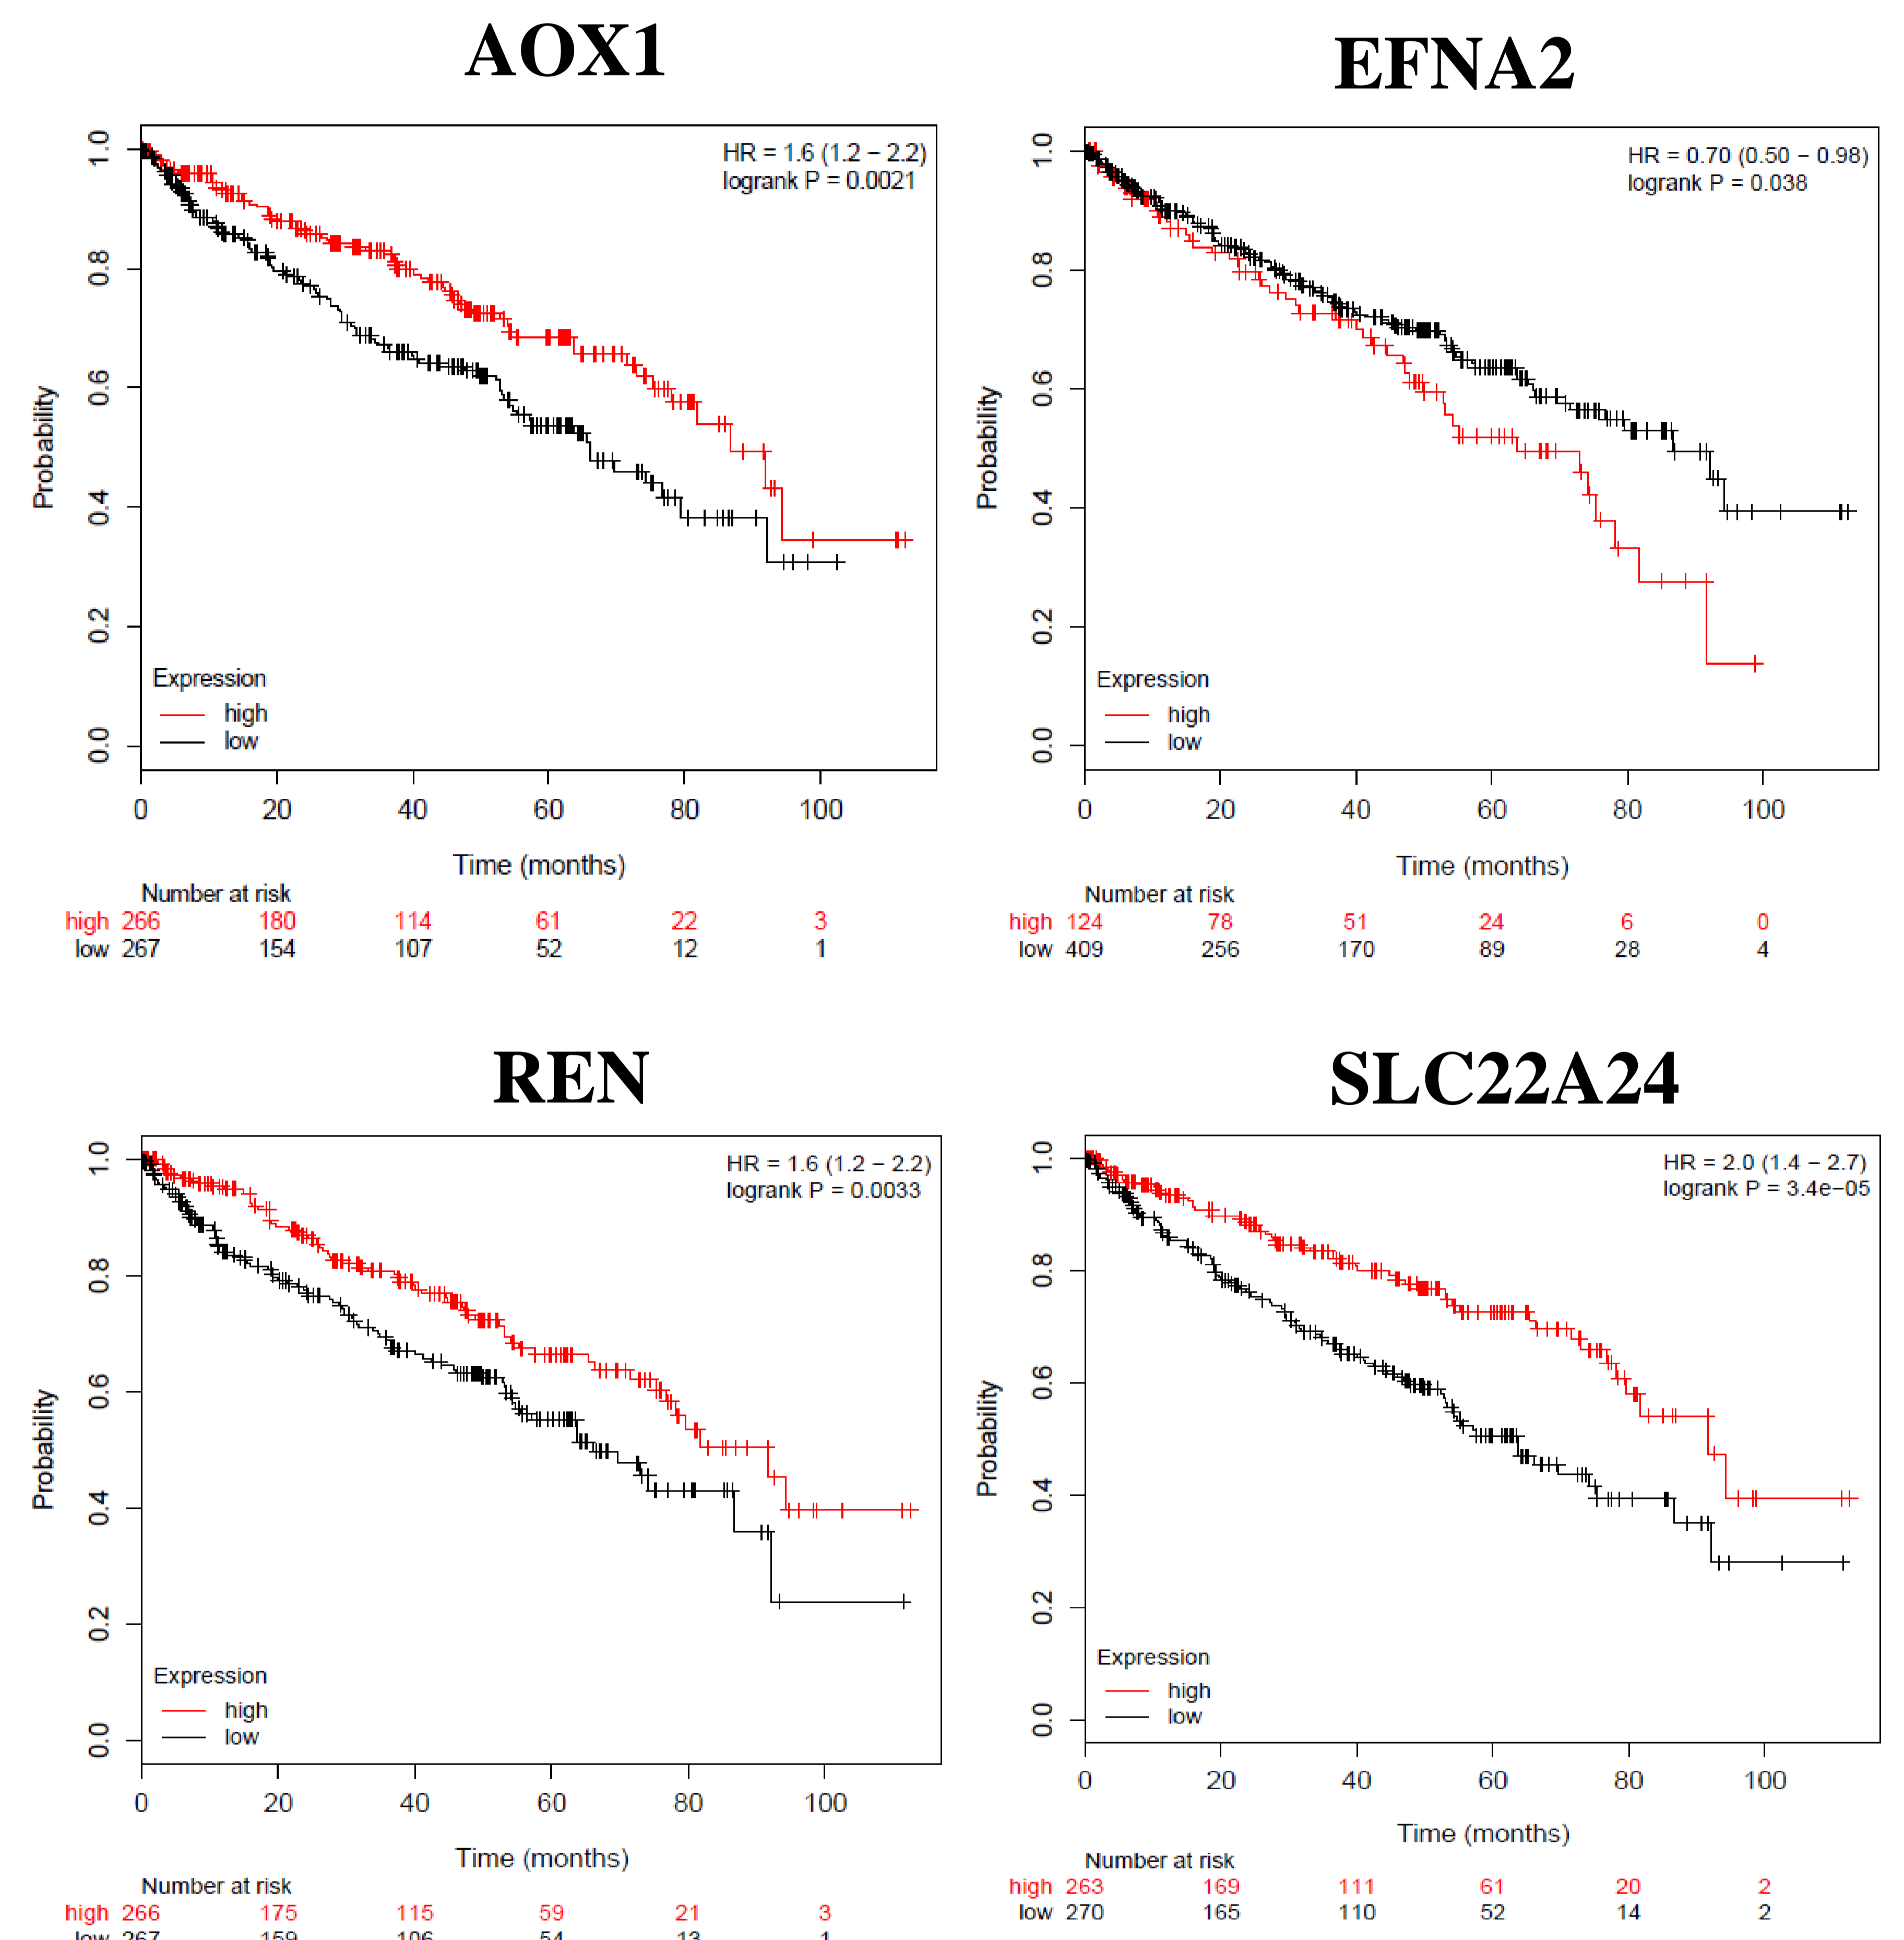 AOX1
HR = 1.6 (1.2 − 2.2)
logrank P = 0.0021
1.0
0.8
0.6
0.4
0.2
0.0
Probability
Expression
high
low
0 20 40 60 80 100
Time (months)
Number at risk
high 266 180 114 61 22 3
low 267 154 107 52 12 1
EFNA2
HR = 0.70 (0.50 − 0.98)
logrank P = 0.038
1.0
0.8
0.6
0.4
0.2
0.0
Probability
Expression
high
low
0 20 40 60 80 100
Time (months)
Number at risk
high 124 78 51 24 6 0
low 409 256 170 89 28 4
REN
HR = 1.6 (1.2 − 2.2)
logrank P = 0.0033
1.0
0.8
0.6
0.4
0.2
0.0
Probability
Expression
high
low
0 20 40 60 80 100
Time (months)
Number at risk
high 266 175 115 59 21 3
low 267 159 106 54 13 1
SLC22A24
HR = 2.0 (1.4 − 2.7)
logrank P = 3.4e−05
1.0
0.8
0.6
0.4
0.2
0.0
Probability
Expression
high
low
0 20 40 60 80 100
Time (months)
Number at risk
high 263 169 111 61 20 2
low 270 165 110 52 14 2